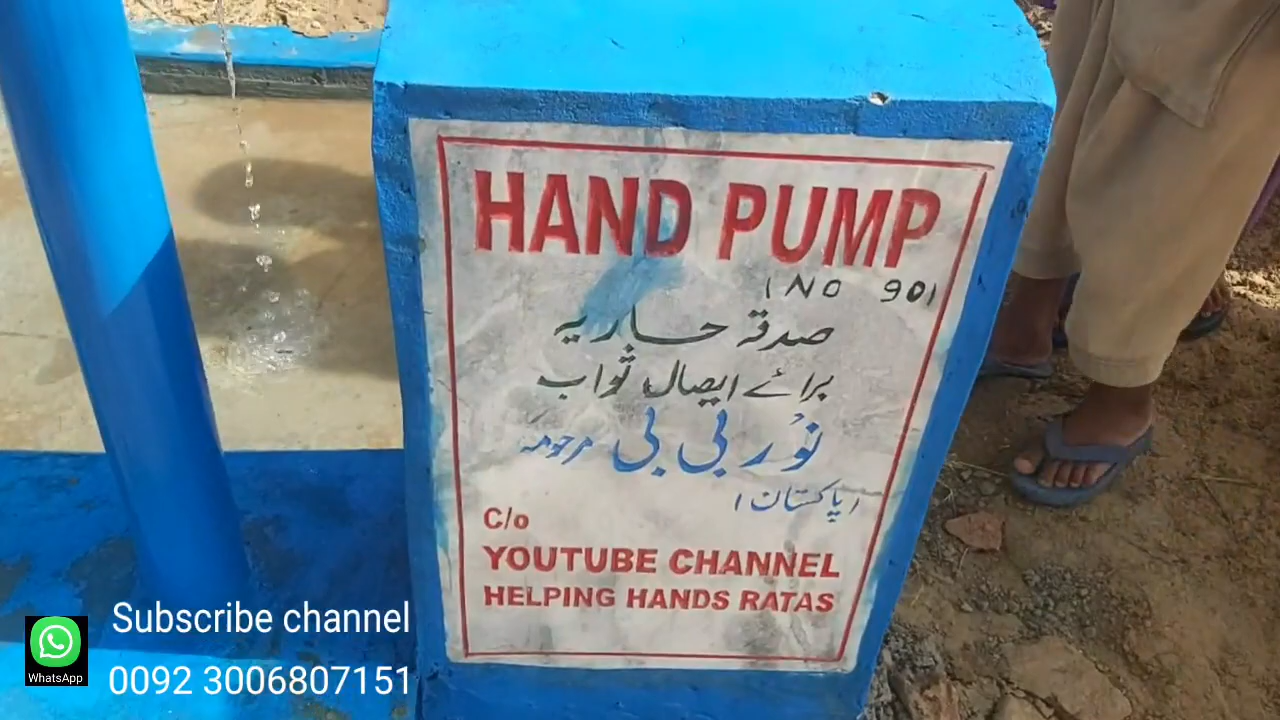 HAND PUMP
(NO 90)
صدقہ جاریہ
برائے ایصال ثواب
نور بی بی مرحومہ
(پاکستان)
C/o
YOUTUBE CHANNEL
HELPING HANDS RATAS
Subscribe channel
WhatsApp
0092 3006807151